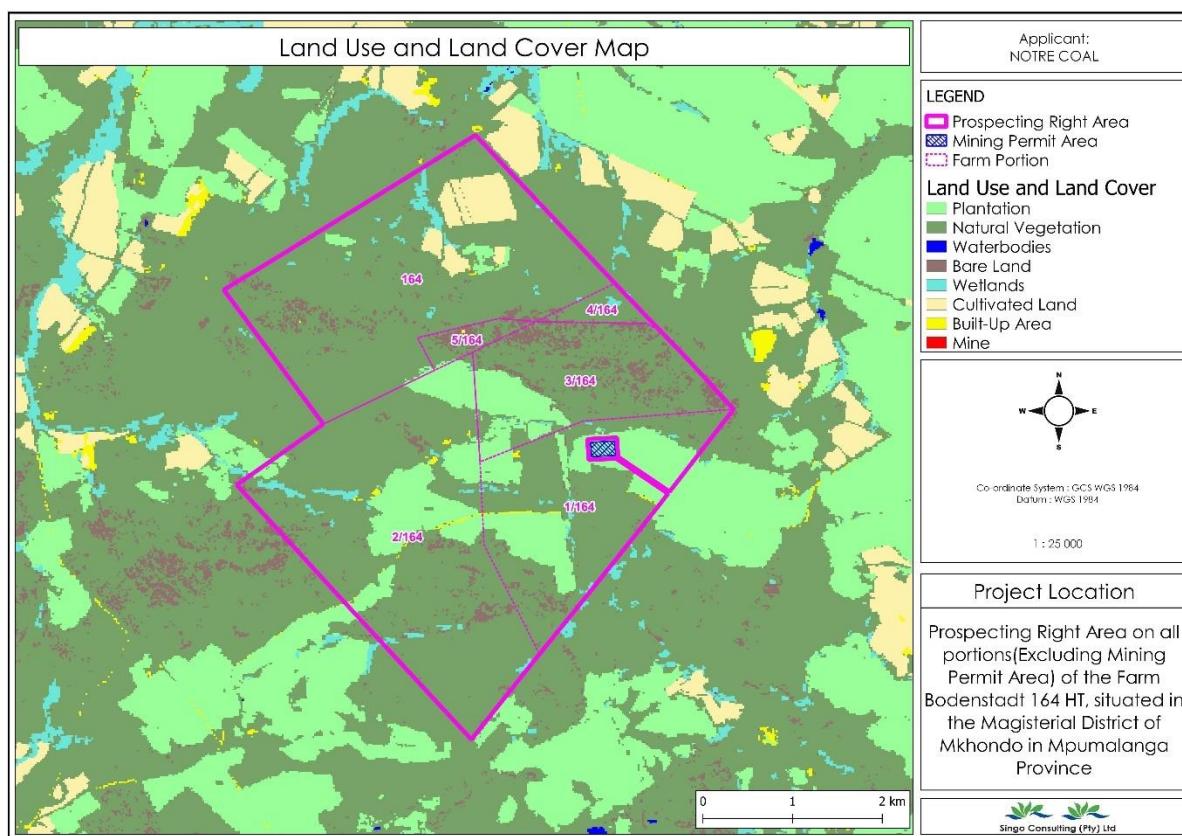 Land Use and Land Cover Map
164
4/164
5/164
3/164
1/164
2/164
0 1 2 km
Applicant:
NOTRE COAL
LEGEND
Prospecting Right Area
Mining Permit Area
Farm Portion
Land Use and Land Cover
Plantation
Natural Vegetation
Waterbodies
Bare Land
Wetlands
Cultivated Land
Built-Up Area
Mine
N
W E
S
Co-ordinate System : GCS WGS 1984
Datum : WGS 1984
1 : 25 000
Project Location
Prospecting Right Area on all
portions(Excluding Mining
Permit Area) of the Farm
Bodenstadt 164 HT, situated in
the Magisterial District of
Mkhondo in Mpumalanga
Province
Singo Consulting (Pty) Ltd